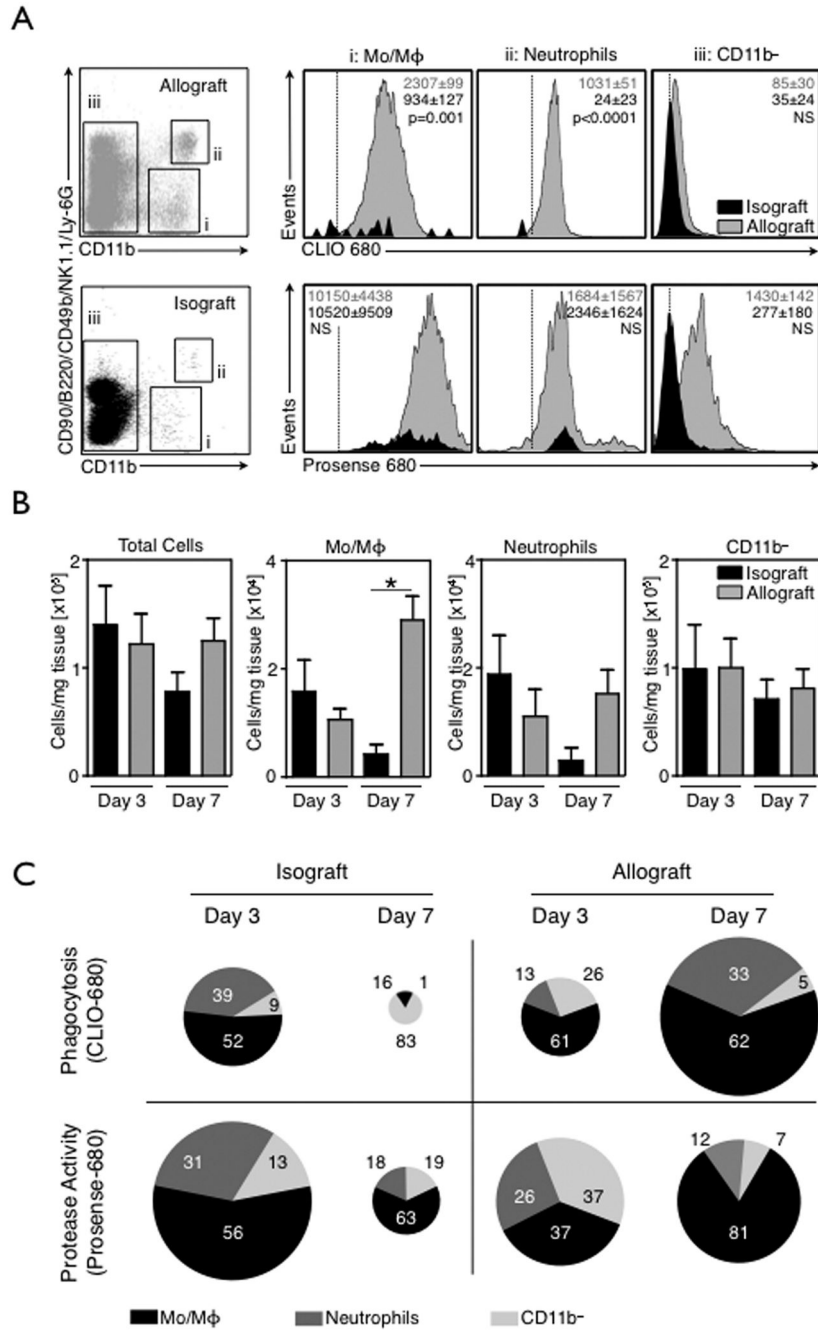 A
CD90/B220/CD49b/NK1.1/Ly-6G
iii
Allograft
ii
i
CD11b
iii
Isograft
ii
i
CD11b
i: Mo/Mϕ
ii: Neutrophils
iii: CD11b-
Events
2307±99
934±127
p=0.001
1031±51
24±23
p<0.0001
85±30
35±24
NS
Isograft
Allograft
CLIO 680
Events
10150±4438
10520±9509
NS
1684±1567
2346±1624
NS
1430±142
277±180
NS
Prosense 680
B
Total Cells
Cells/mg tissue [x10⁵]
2
1
0
Day 3
Day 7
Mo/Mϕ
Cells/mg tissue [x10⁴]
4
2
0
*
Day 3
Day 7
Neutrophils
Cells/mg tissue [x10⁴]
4
2
0
Day 3
Day 7
CD11b-
Cells/mg tissue [x10⁵]
2
1
0
Isograft
Allograft
Day 3
Day 7
C
Isograft
Allograft
Day 3
Day 7
Day 3
Day 7
Phagocytosis
(CLIO-680)
39
9
52
16
1
83
13
26
61
33
5
62
Protease Activity
(Prosense-680)
31
13
56
18
19
63
26
37
37
12
7
81
Mo/Mϕ
Neutrophils
CD11b-